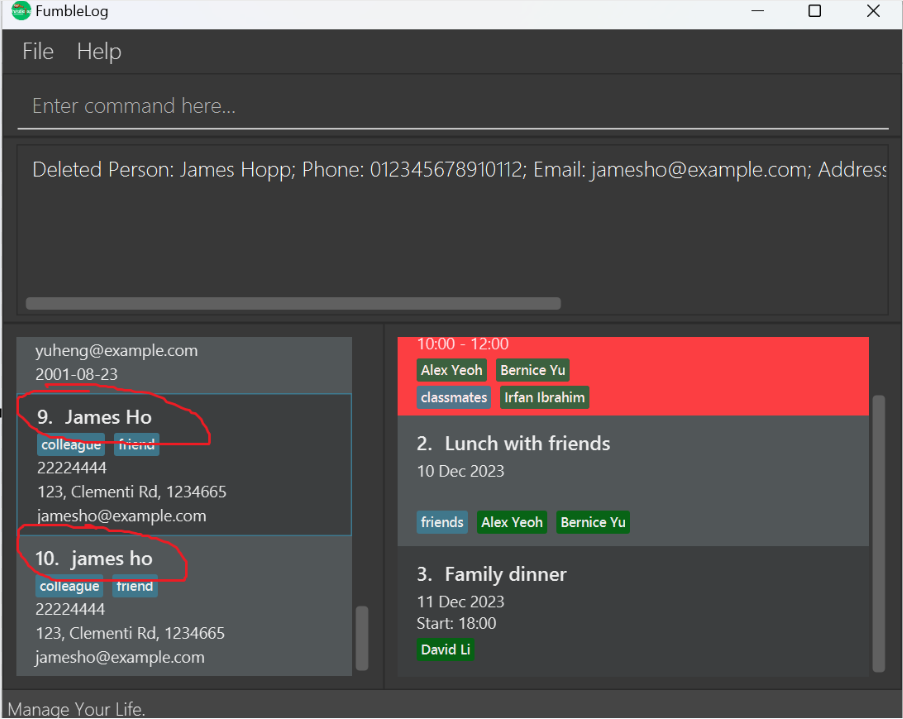 FumbleLog
File Help
Enter command here...
Deleted Person: James Hopp; Phone: 012345678910112; Email: jamesho@example.com; Address
yuheng@example.com
2001-08-23
9. James Ho
colleague friend
22224444
123, Clementi Rd, 1234665
jamesho@example.com
10. james ho
colleague friend
22224444
123, Clementi Rd, 1234665
jamesho@example.com
10:00 - 12:00
Alex Yeoh Bernice Yu
classmates Irfan Ibrahim
2. Lunch with friends
10 Dec 2023
friends Alex Yeoh Bernice Yu
3. Family dinner
11 Dec 2023
Start: 18:00
David Li
Manage Your Life.